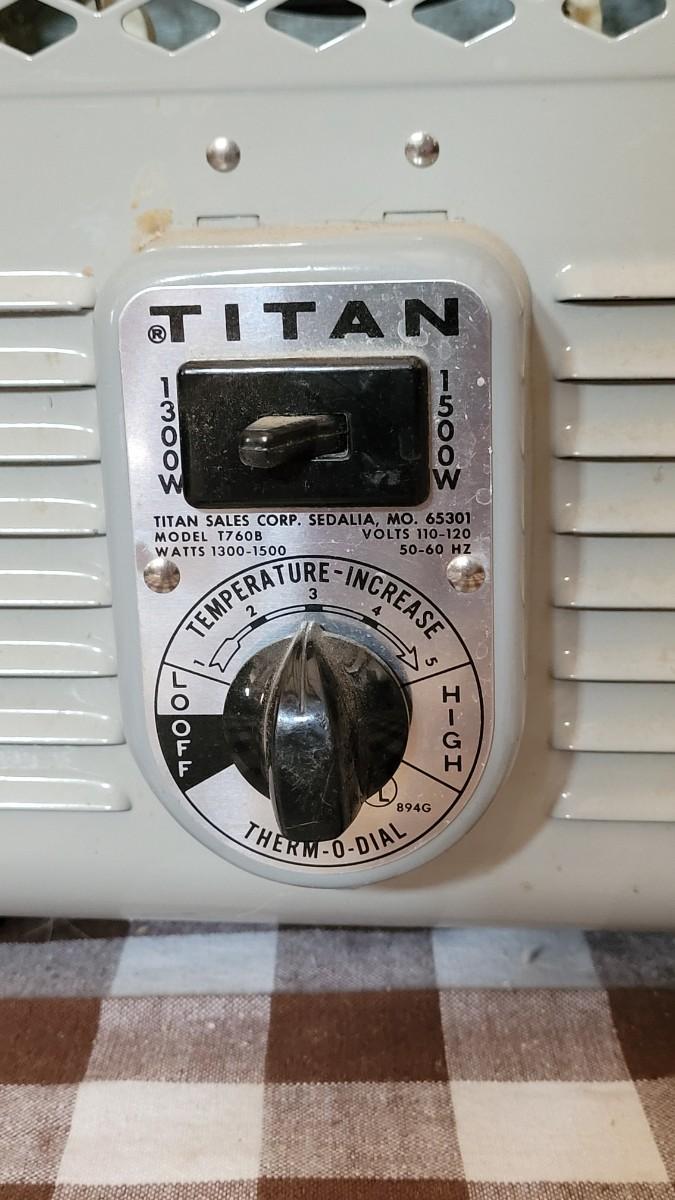 ® TITAN
1300W
1500W
TITAN SALES CORP. SEDALIA, MO. 65301
MODEL T760B VOLTS 110-120
WATTS 1300-1500 50-60 HZ
TEMPERATURE-INCREASE
1 2 3 4 5
LO
OFF
HIGH
L
894G
THERM-O-DIAL